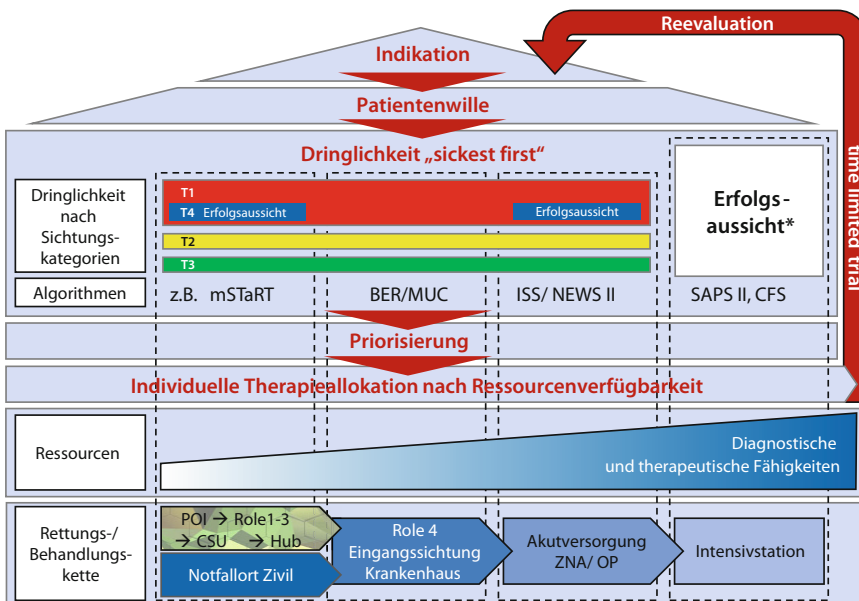 Reevaluation
Indikation
Patientenwille
Dringlichkeit „sickest first“
time limited trial
Dringlichkeit
nach
Sichtungs-
kategorien
T1
T4 Erfolgsaussicht
Erfolgsaussicht
T2
T3
Erfolgs-
aussicht*
Algorithmen
z.B. mSTaRT
BER/MUC
ISS/ NEWS II
SAPS II, CFS
Priorisierung
Individuelle Therapieallokation nach Ressourcenverfügbarkeit
Ressourcen
Diagnostische
und therapeutische Fähigkeiten
Rettungs-/
Behandlungs-
kette
POI → Role1-3
→ CSU → Hub
Notfallort Zivil
Role 4
Eingangssichtung
Krankenhaus
Akutversorgung
ZNA/ OP
Intensivstation